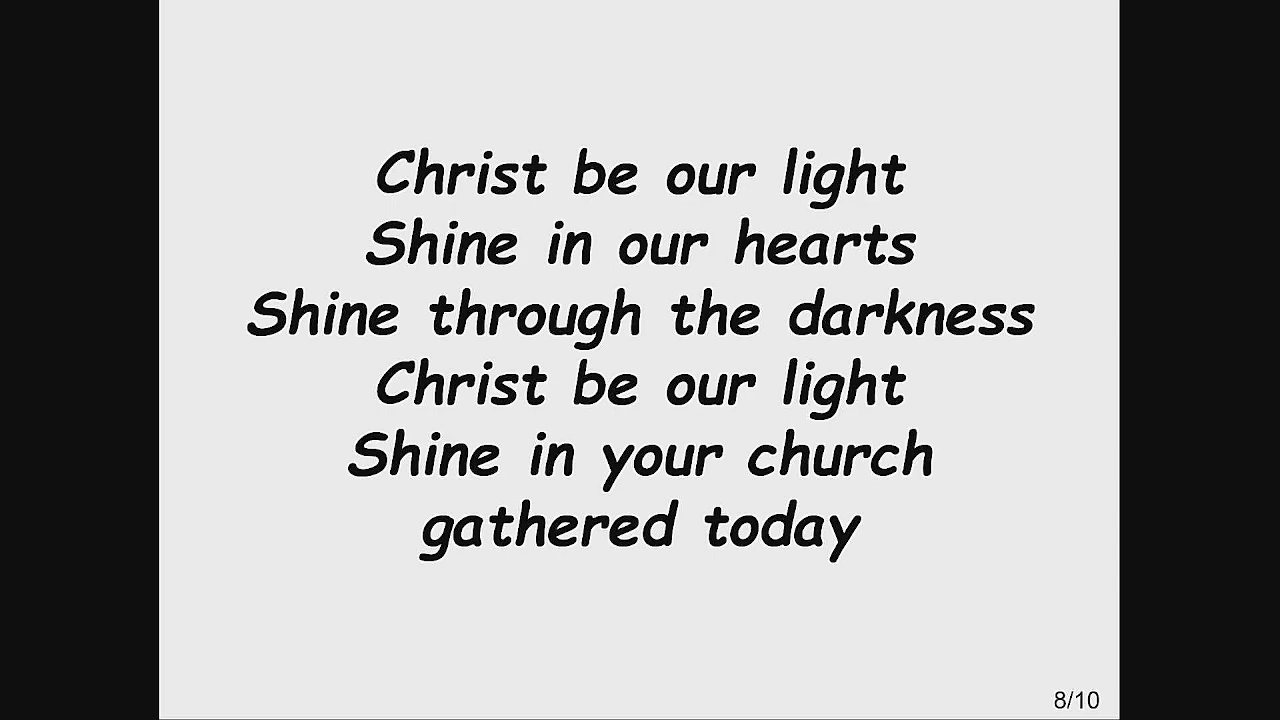 Christ be our light
Shine in our hearts
Shine through the darkness
Christ be our light
Shine in your church
gathered today
8/10